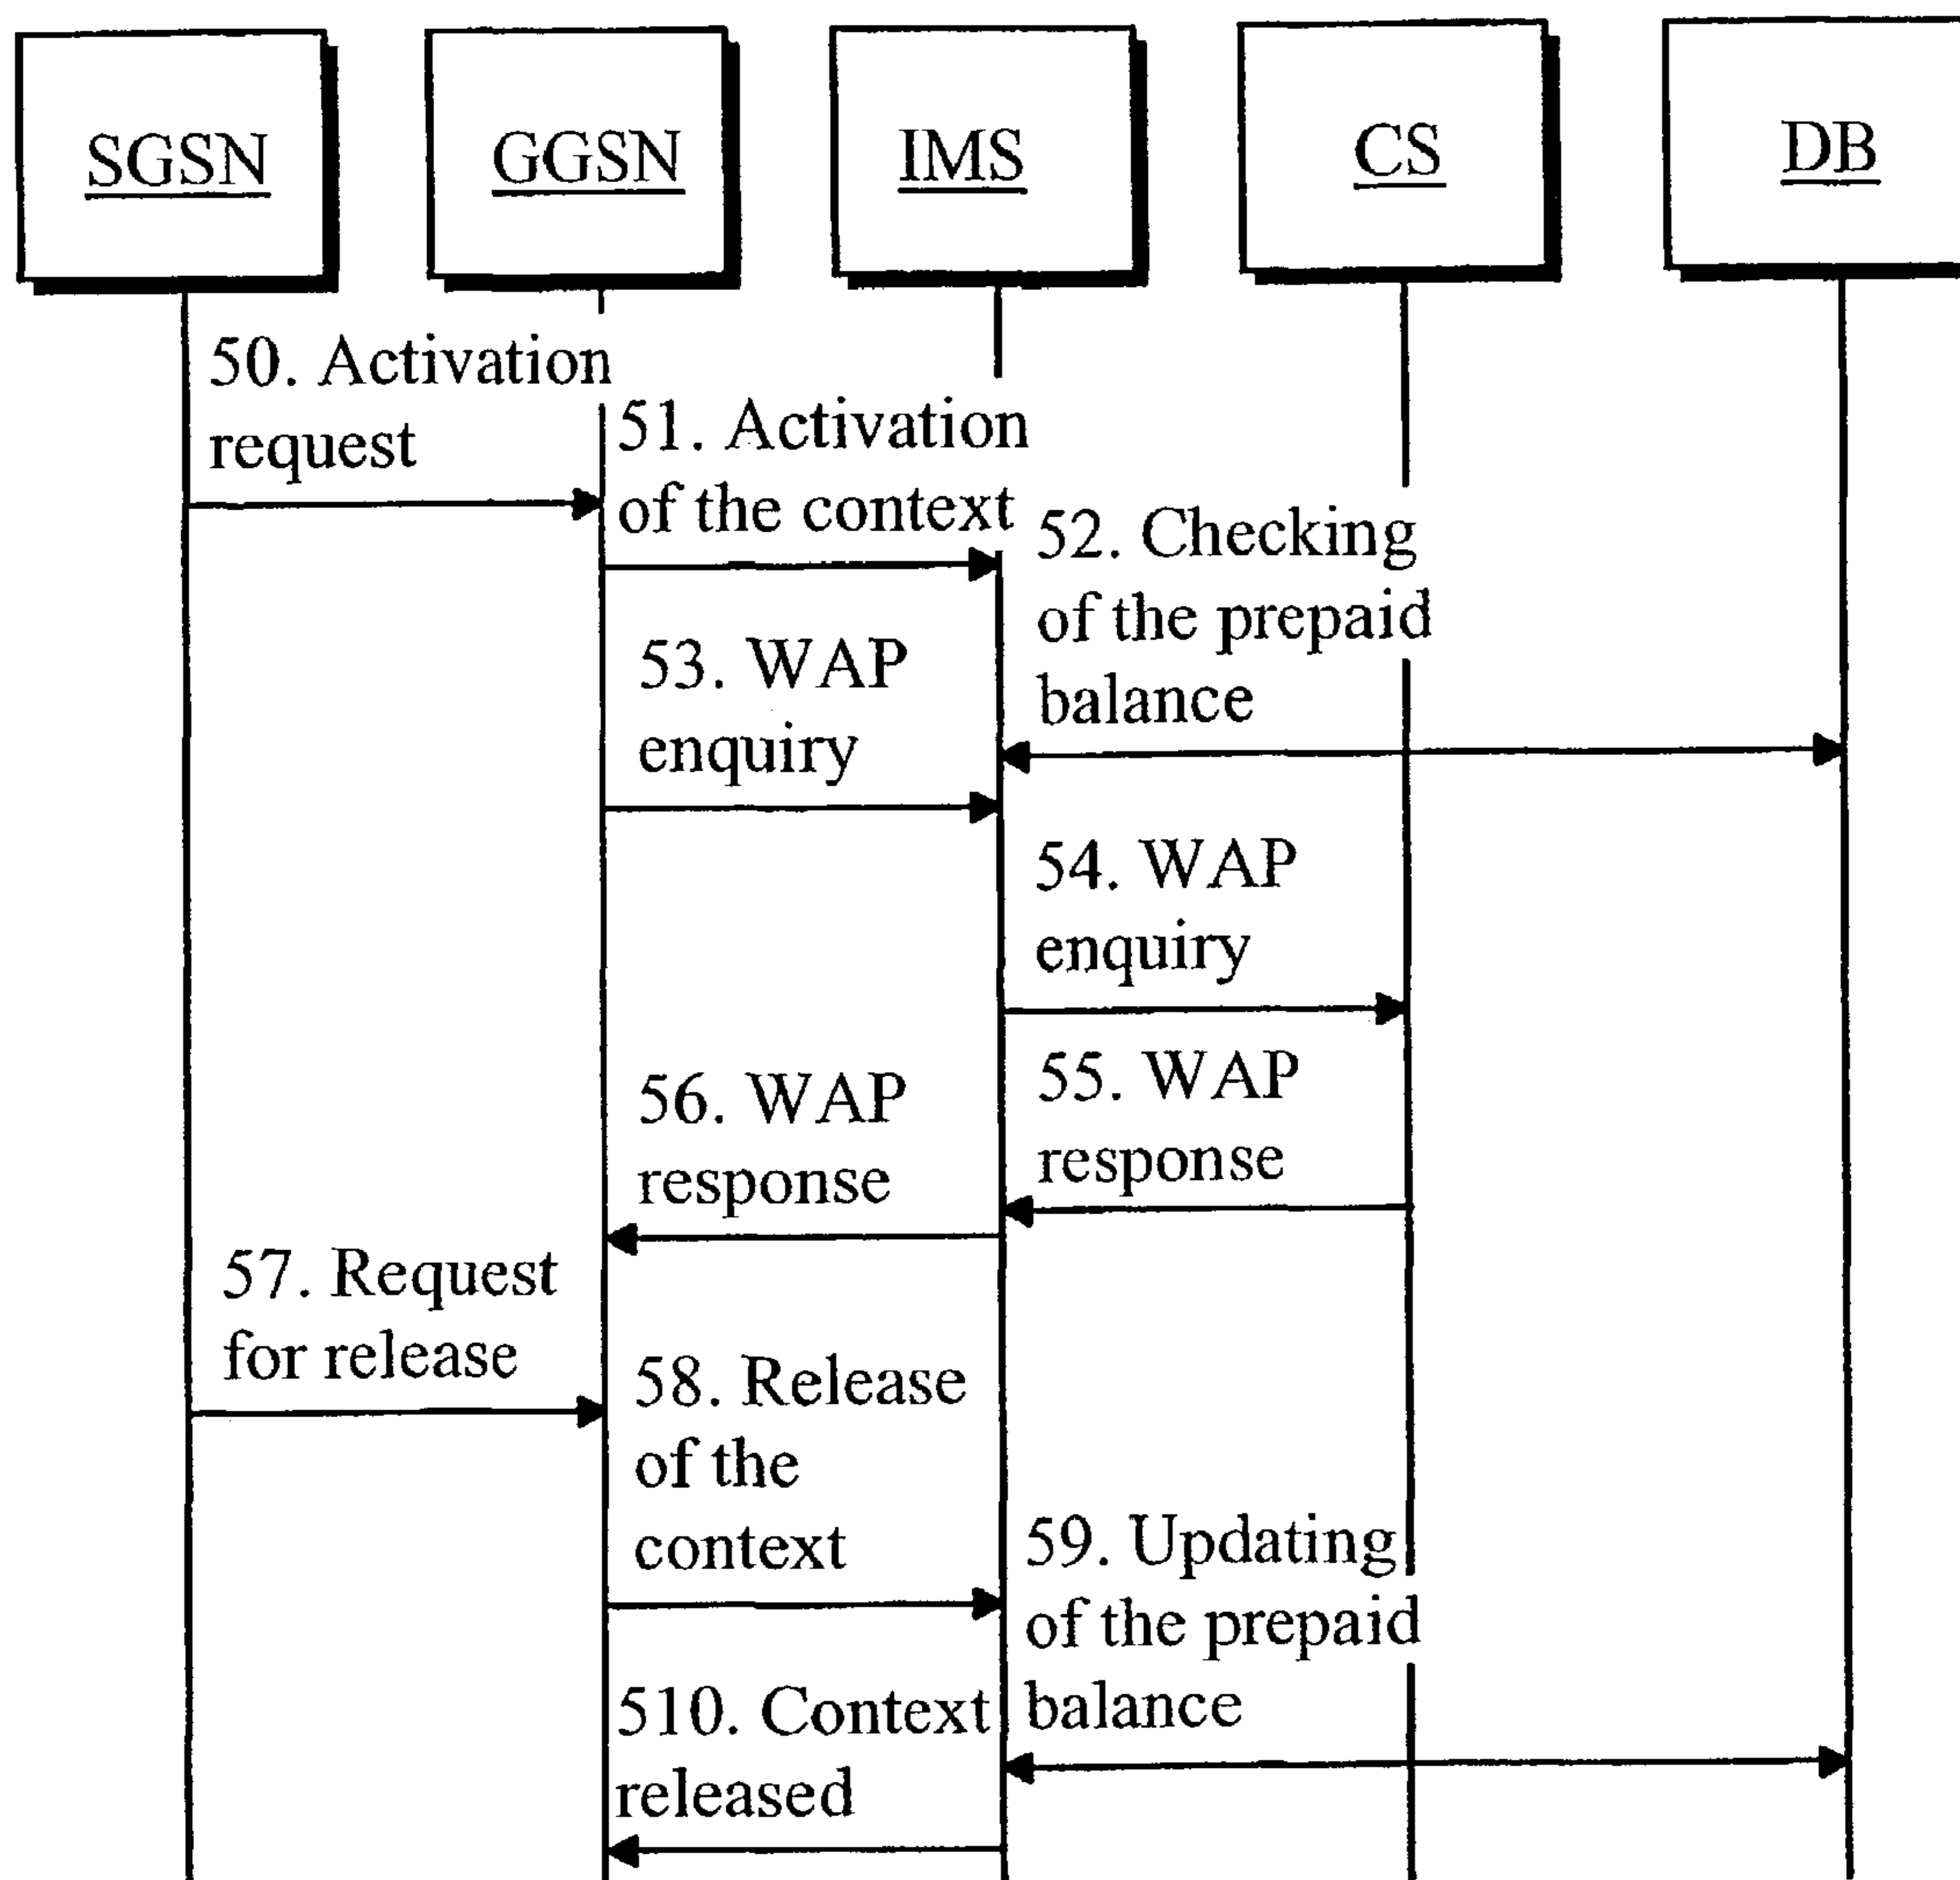 SGSN
GGSN
IMS
CS
DB
50. Activation
request
51. Activation
of the context
52. Checking
of the prepaid
balance
53. WAP
enquiry
54. WAP
enquiry
55. WAP
response
56. WAP
response
57. Request
for release
58. Release
of the
context
59. Updating
of the prepaid
balance
510. Context
released